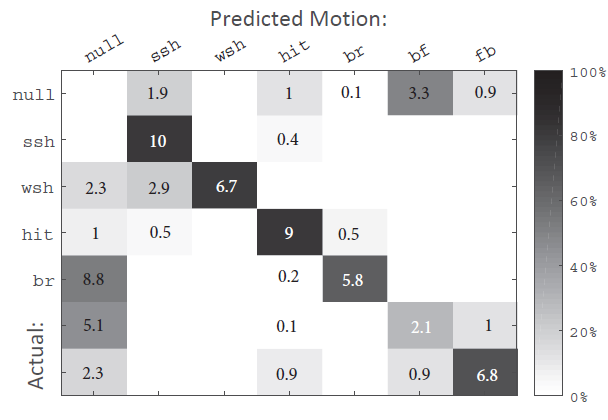 Predicted Motion:
null ssh wsh hit br bf fb
null 1.9 1 0.1 3.3 0.9 100%
ssh 10 0.4 80%
wsh 2.3 2.9 6.7
hit 1 0.5 9 0.5 60%
br 8.8 0.2 5.8 40%
5.1 0.1 2.1 1 20%
2.3 0.9 0.9 6.8 0%
Actual: